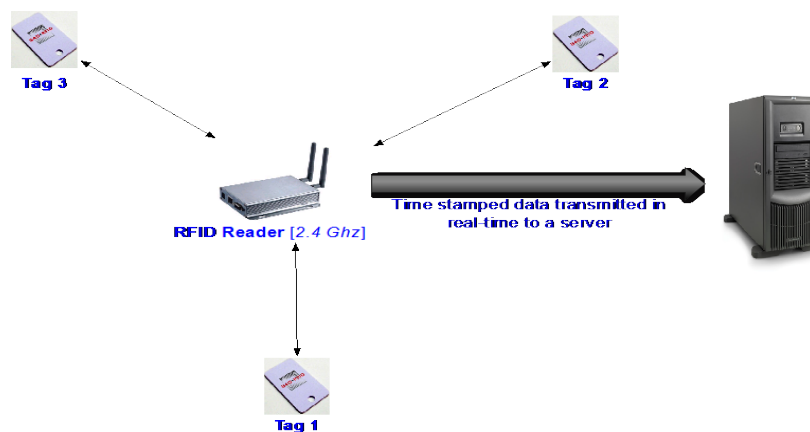 Tag 3
Tag 2
RFID Reader [2.4 Ghz]
Time stamped data transmitted in
real-time to a server
Tag 1